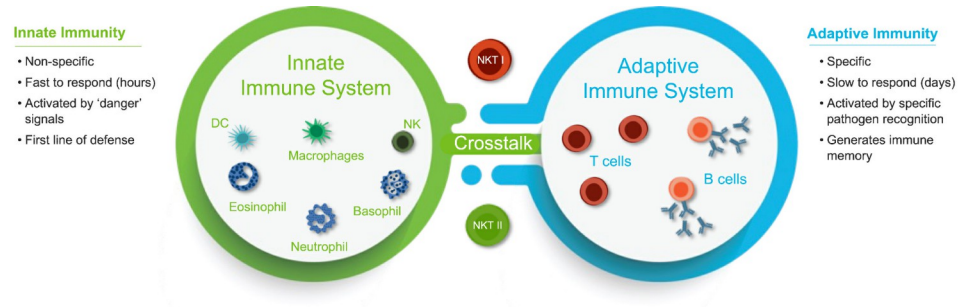 Innate Immunity
• Non-specific
• Fast to respond (hours)
• Activated by ‘danger’
signals
• First line of defense
Innate
Immune System
DC
Macrophages
NK
Eosinophil
Basophil
Neutrophil
NKT I
Crosstalk
NKT II
Adaptive
Immune System
T cells
B cells
Adaptive Immunity
• Specific
• Slow to respond (days)
• Activated by specific
pathogen recognition
• Generates immune
memory